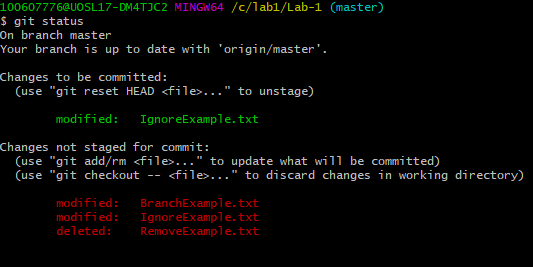 100607776@UOSL17-DM4TJC2 MINGW64 /c/lab1/Lab-1 (master)
$ git status
On branch master
Your branch is up to date with 'origin/master'.

Changes to be committed:
  (use "git reset HEAD <file>..." to unstage)

        modified:   IgnoreExample.txt

Changes not staged for commit:
  (use "git add/rm <file>..." to update what will be committed)
  (use "git checkout -- <file>..." to discard changes in working directory)

        modified:   BranchExample.txt
        modified:   IgnoreExample.txt
        deleted:    RemoveExample.txt